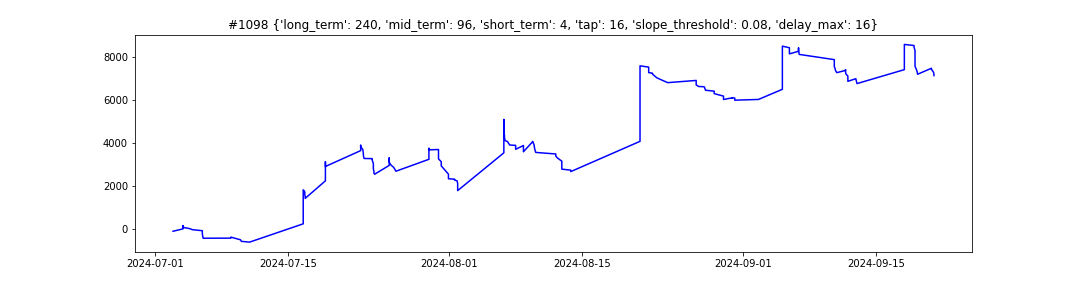 #1098 {'long_term': 240, 'mid_term': 96, 'short_term': 4, 'tap': 16, 'slope_threshold': 0.08, 'delay_max': 16}
8000
6000
4000
2000
0
2024-07-01 2024-07-15 2024-08-01 2024-08-15 2024-09-01 2024-09-15